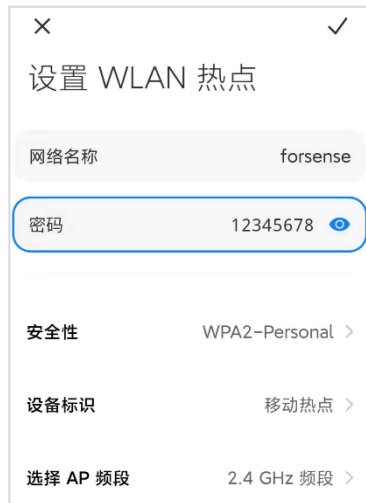 设置 WLAN 热点
网络名称 forsense
密码 12345678
安全性 WPA2-Personal
设备标识 移动热点
选择 AP 频段 2.4 GHz 频段